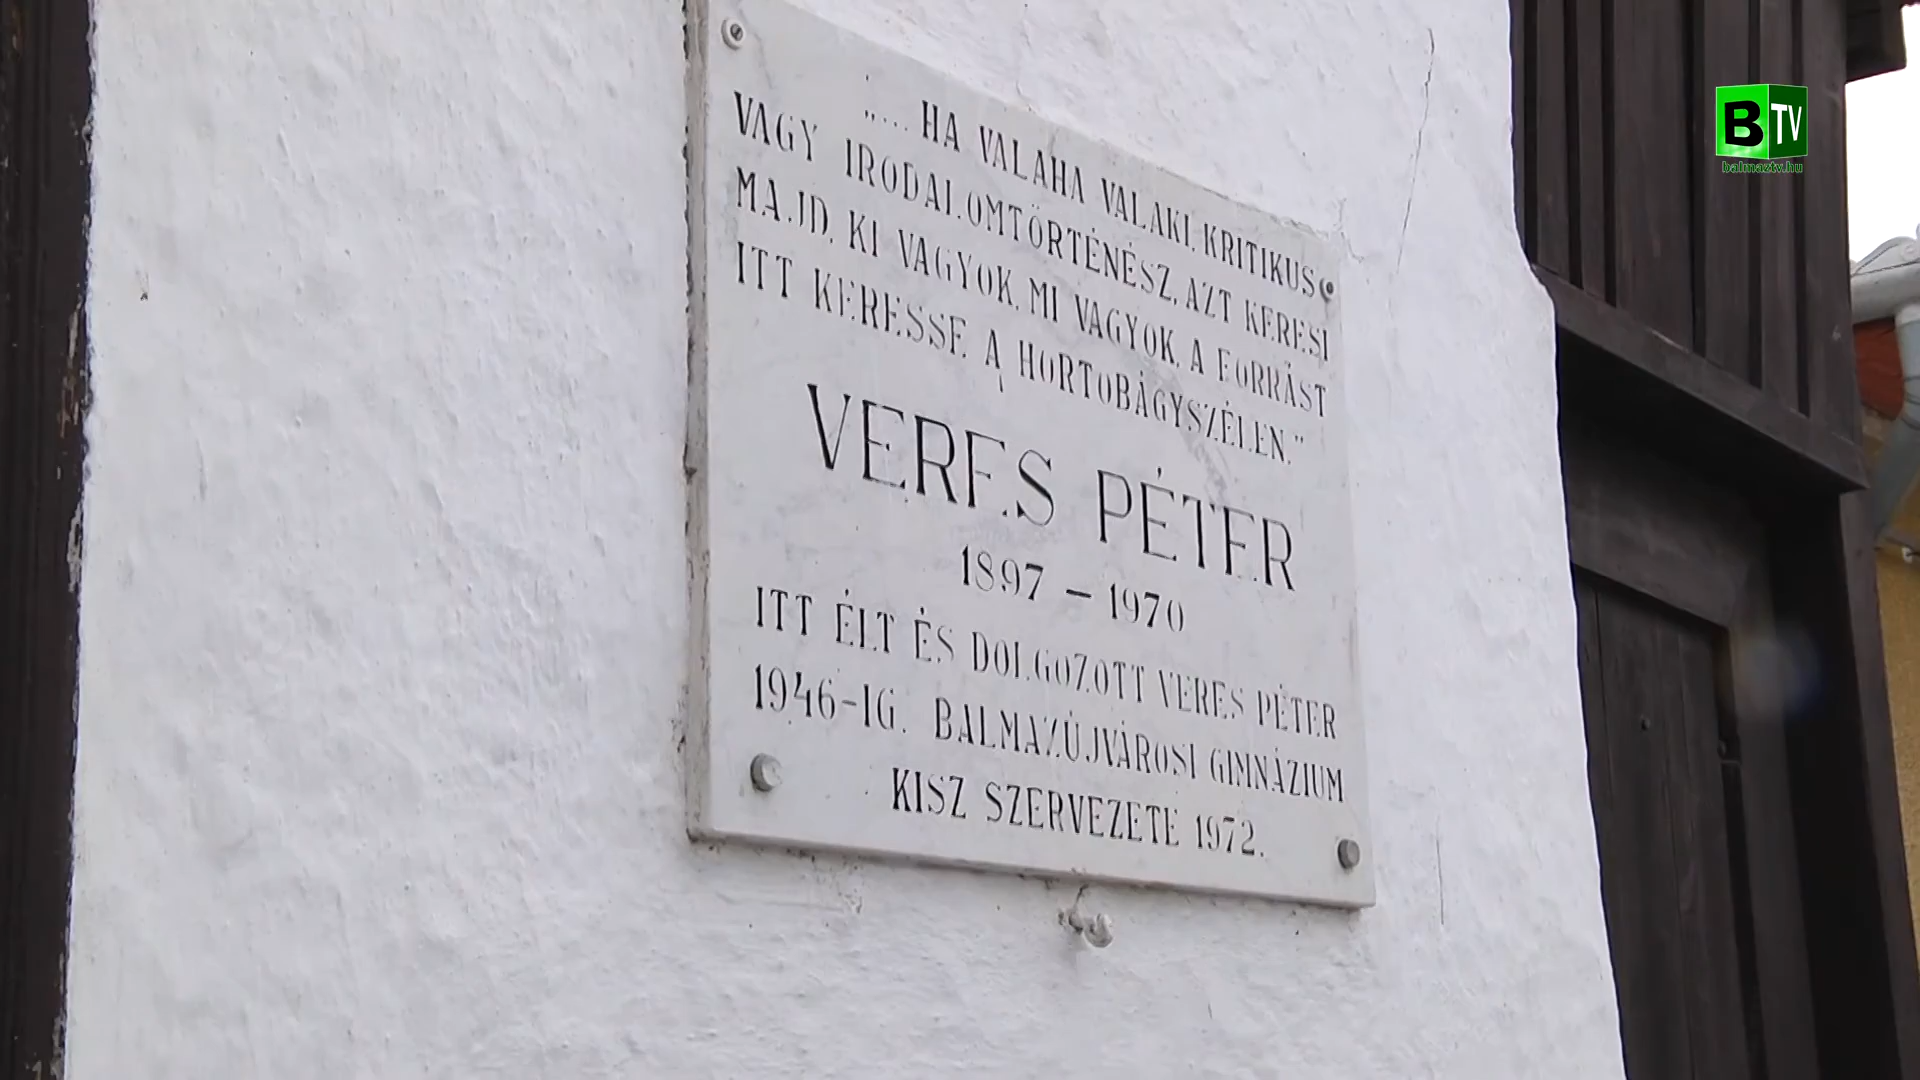 „... HA VALAHA VALAKI, KRITIKUS
VAGY IRODALOMTÖRTÉNÉSZ, AZT KERESI
MAJD, KI VAGYOK, MI VAGYOK, A FORRÁST
ITT KERESSE, A HORTOBÁGYSZÉLEN."
VERES PÉTER
1897 – 1970
ITT ÉLT ÉS DOLGOZOTT VERES PÉTER
1946-IG. BALMAZÚJVÁROSI GIMNÁZIUM
KISZ SZERVEZETE 1972.
B TV
balmaztv.hu